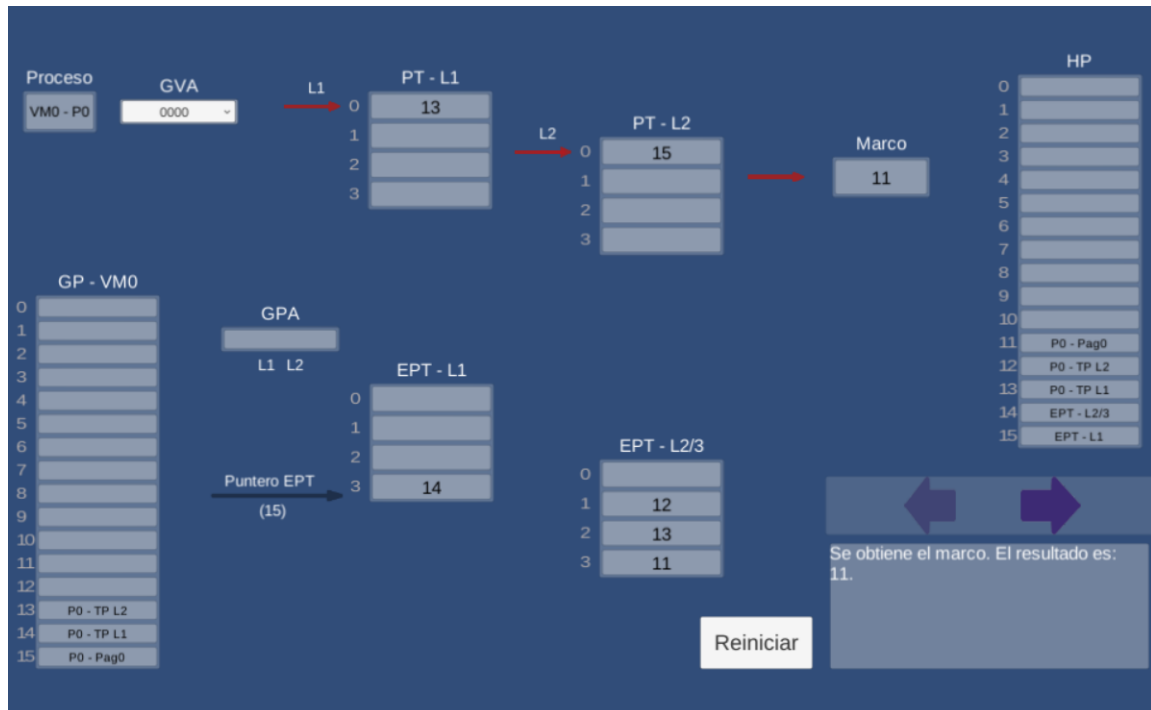 Proceso
VM0 - P0
GVA
0000
L1
PT - L1
0 13
1
2
3
L2
PT - L2
0 15
1
2
3
Marco
11
HP
0
1
2
3
4
5
6
7
8
9
10
11 P0 - Pag0
12 P0 - TP L2
13 P0 - TP L1
14 EPT - L2/3
15 EPT - L1
GP - VM0
0
1
2
3
4
5
6
7
8
9
10
11
12
13 P0 - TP L2
14 P0 - TP L1
15 P0 - Pag0
GPA
L1 L2
Puntero EPT
(15)
EPT - L1
0
1
2
3 14
EPT - L2/3
0
1 12
2 13
3 11
Se obtiene el marco. El resultado es:
11.
Reiniciar